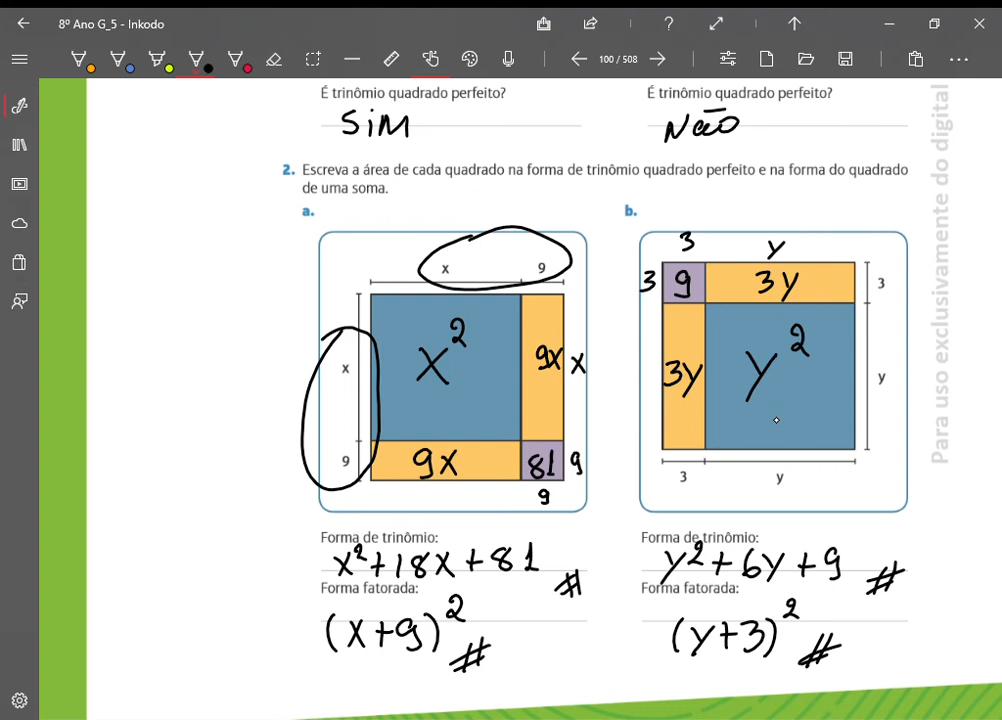 8º Ano G_5 - Inkodo
100 / 508
É trinômio quadrado perfeito?
SiM
É trinômio quadrado perfeito?
Não
2. Escreva a área de cada quadrado na forma de trinômio quadrado perfeito e na forma do quadrado
de uma soma.
a.
x 9
x
9
x²
9x x
9x
81 9
9
Forma de trinômio:
x²+18x+81 #
Forma fatorada:
(x+9)² #
b.
3 y
3 9 3y 3
3y y² y
3 y
Forma de trinômio:
y²+6y+9 #
Forma fatorada:
(y+3)² #
Para uso exclusivamente do digital